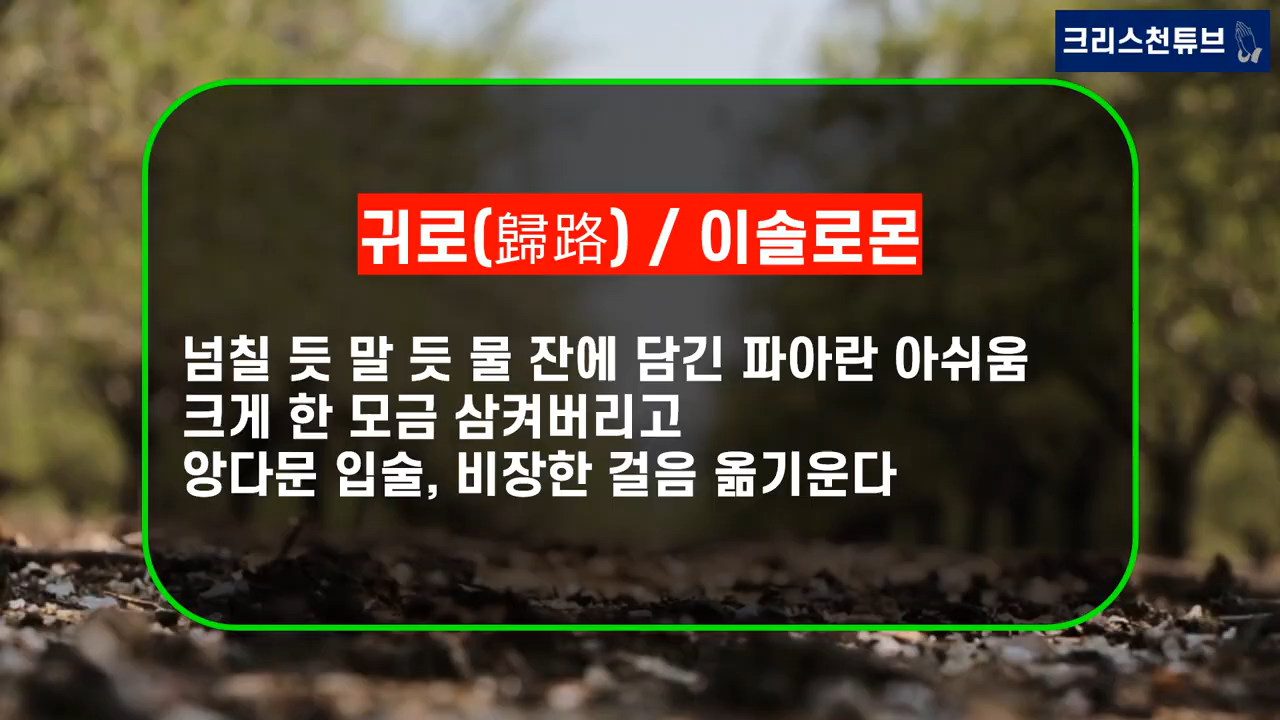 크리스천튜브
귀로(歸路) / 이솔로몬
넘칠 듯 말 듯 물 잔에 담긴 파아란 아쉬움
크게 한 모금 삼켜버리고
앙다문 입술, 비장한 걸음 옮기운다